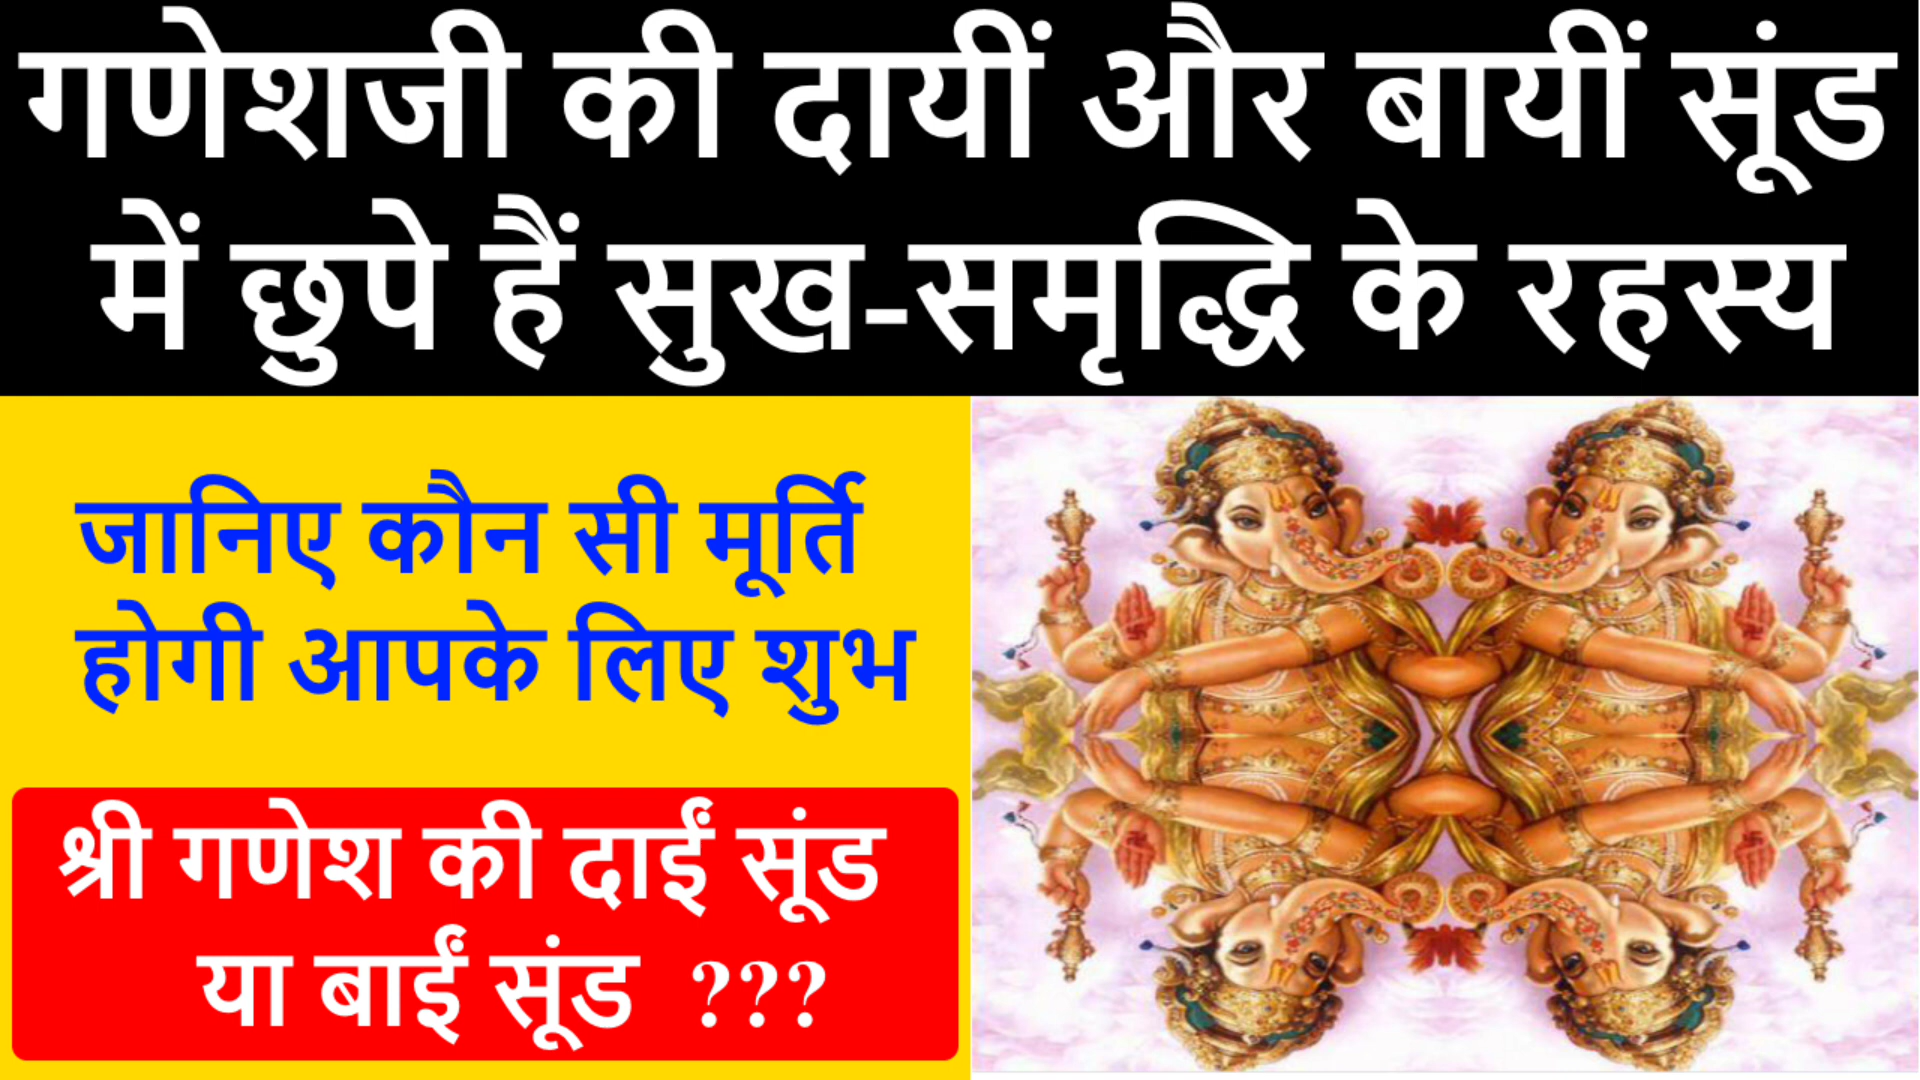 गणेशजी की दायीं और बायीं सूंड
में छुपे हैं सुख-समृद्धि के रहस्य
जानिए कौन सी मूर्ति
होगी आपके लिए शुभ
श्री गणेश की दाईं सूंड
या बाईं सूंड ???